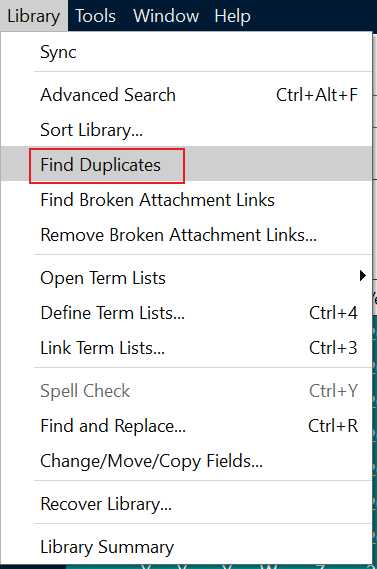 Library Tools Window Help
Sync
Advanced Search Ctrl+Alt+F
Sort Library...
Find Duplicates
Find Broken Attachment Links
Remove Broken Attachment Links...
Open Term Lists
Define Term Lists... Ctrl+4
Link Term Lists... Ctrl+3
Spell Check Ctrl+Y
Find and Replace... Ctrl+R
Change/Move/Copy Fields...
Recover Library...
Library Summary